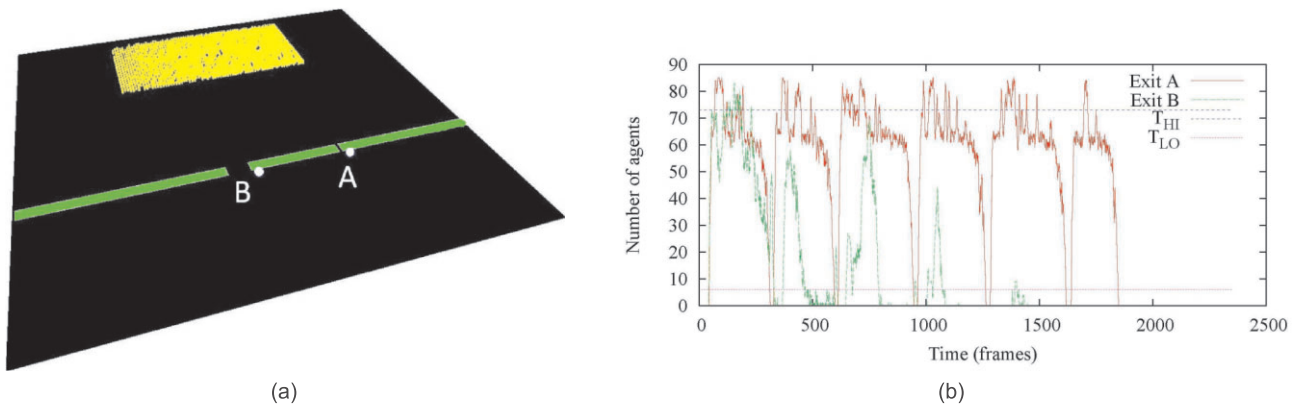 B
A
(a)
90
80
70
60
50
40
30
20
10
0
Number of agents
Exit A
Exit B
T_HI
T_LO
0 500 1000 1500 2000 2500
Time (frames)
(b)